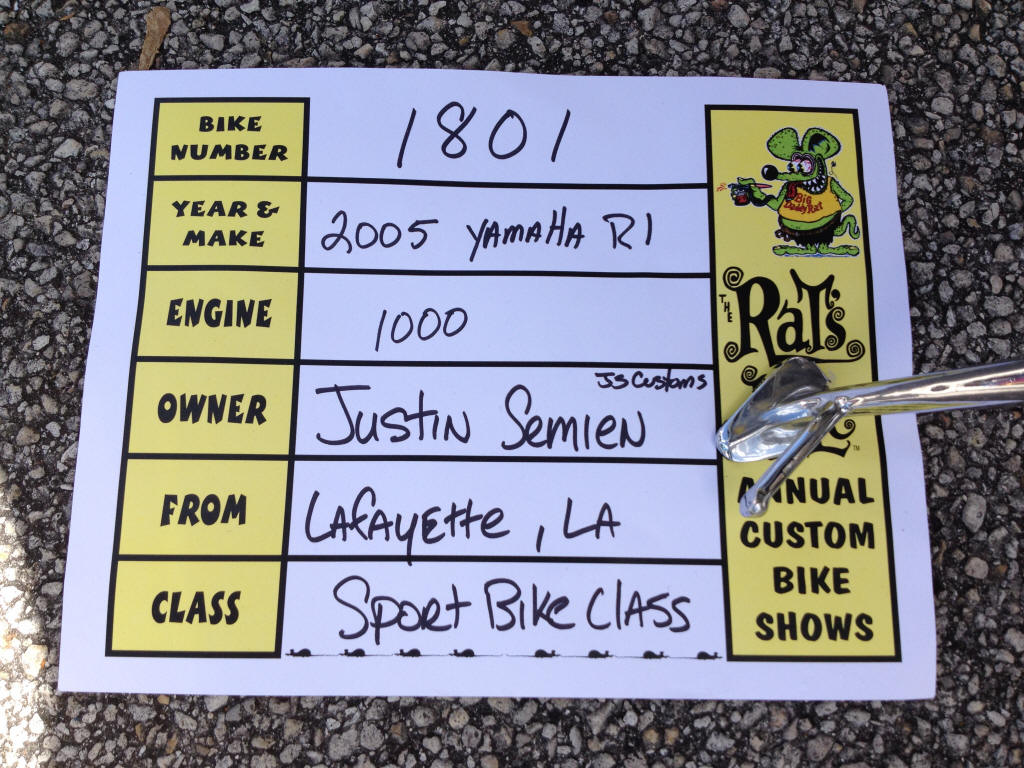 BIKE NUMBER
1801
YEAR & MAKE
2005 YAMAHA R1
ENGINE
1000
OWNER
JS Customs
Justin Semien
FROM
LAFAYEtte, LA
CLASS
Sport Bike CLASS
Big
Daddy Rat
THE
RAT'S
TM
ANNUAL
CUSTOM
BIKE
SHOWS